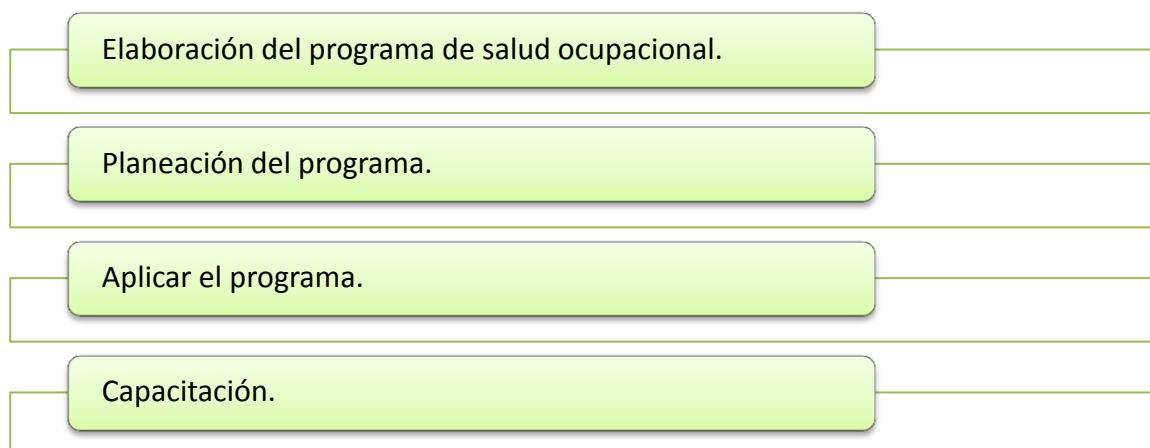 Elaboración del programa de salud ocupacional.
Planeación del programa.
Aplicar el programa.
Capacitación.